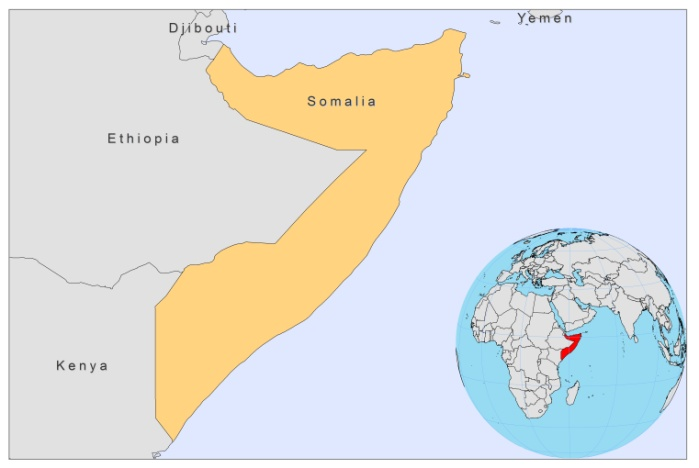 Djibouti
Yemen
Somalia
Ethiopia
Kenya